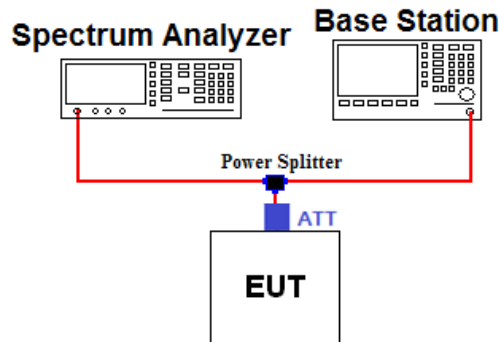 Spectrum Analyzer
Base Station
Power Splitter
ATT
EUT